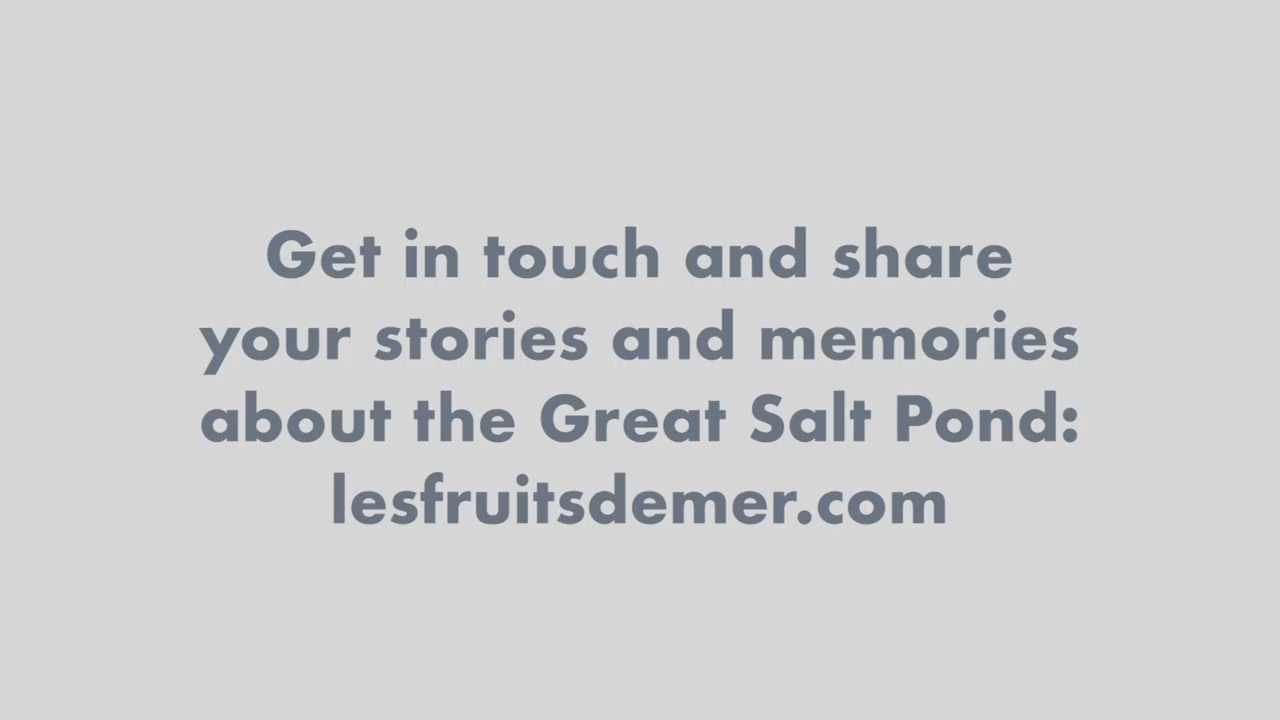 Get in touch and share
your stories and memories
about the Great Salt Pond:
lesfruitsdemer.com